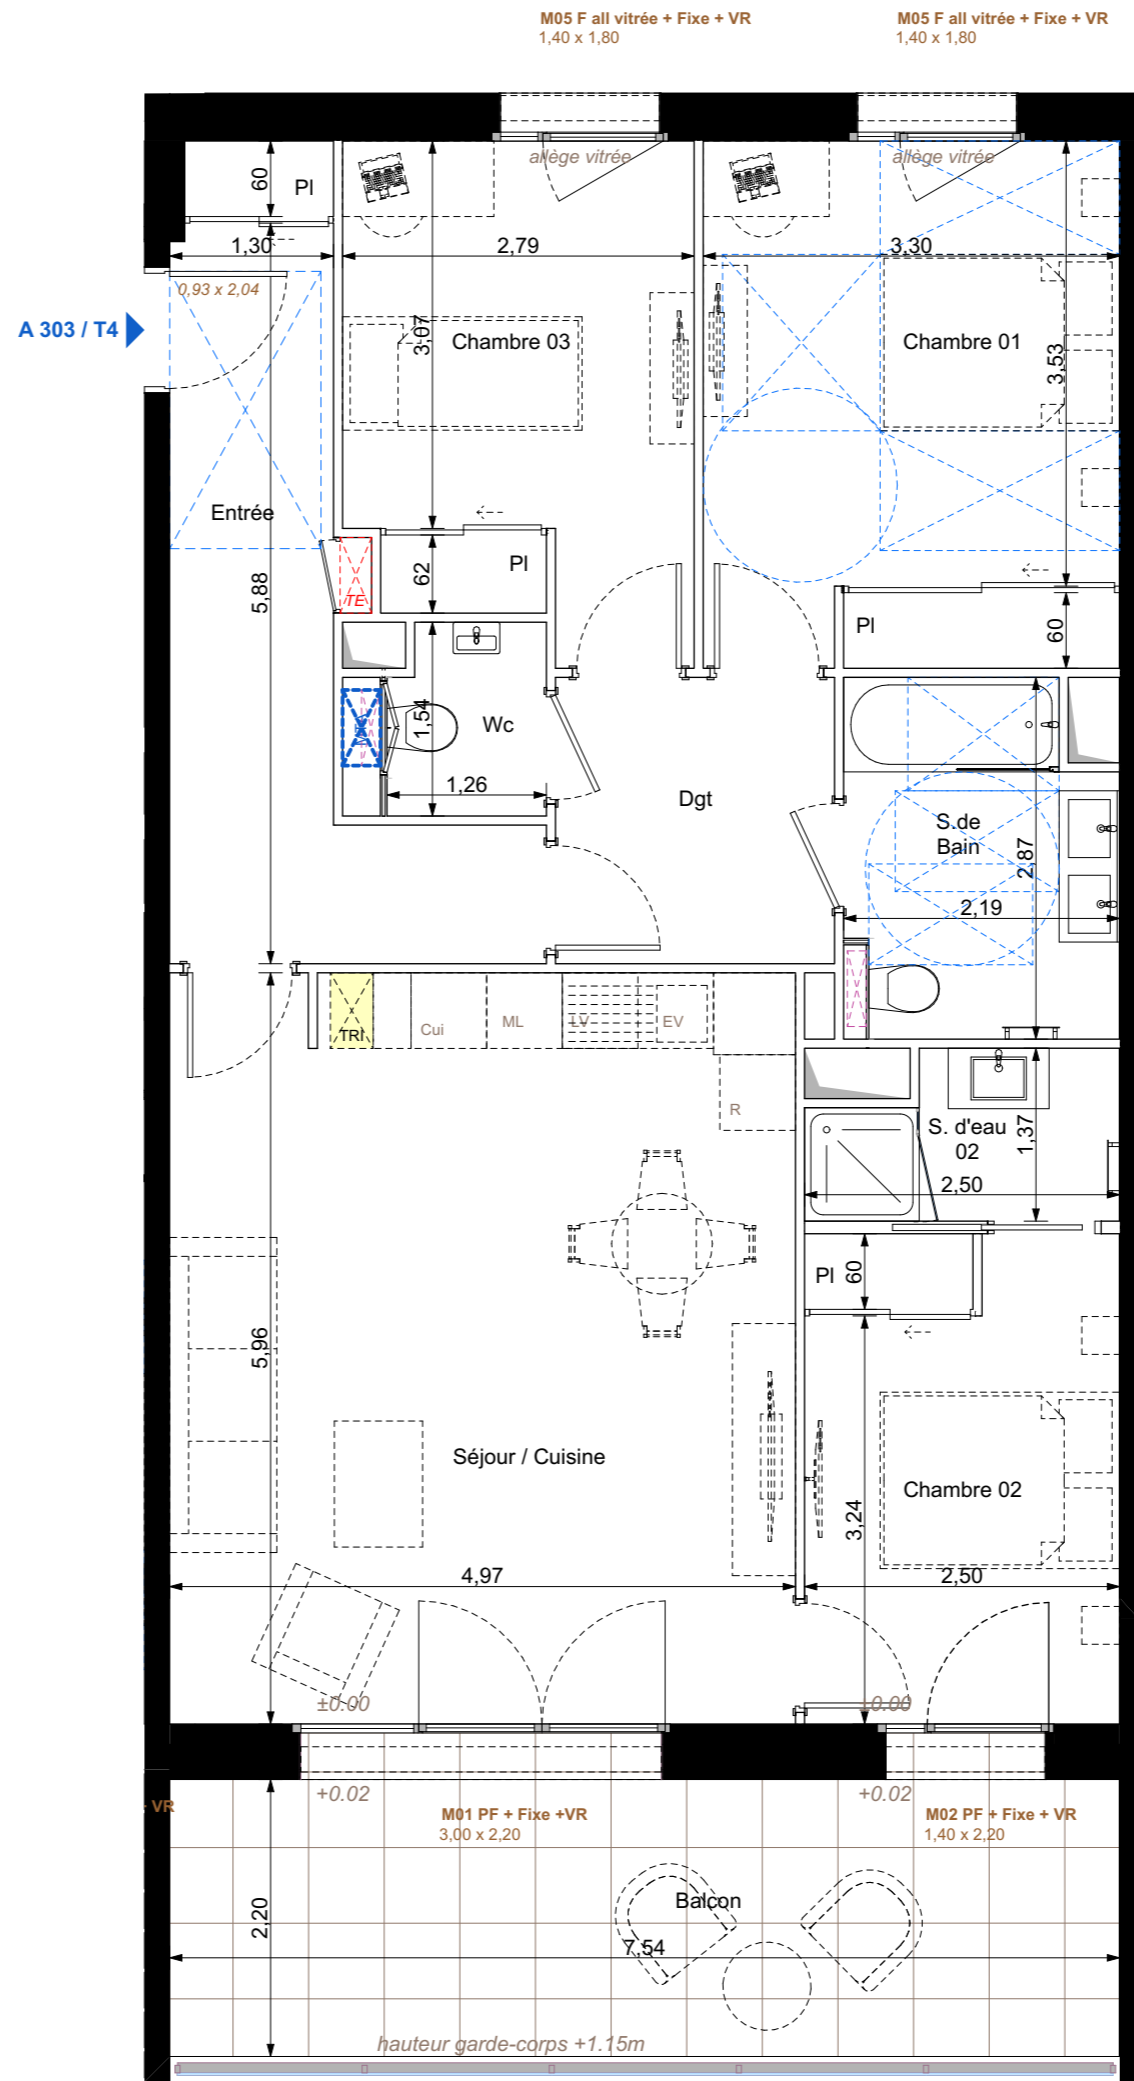 M05 F all vitrée + Fixe + VR
1,40 x 1,80
M05 F all vitrée + Fixe + VR
1,40 x 1,80
allège vitrée
allège vitrée
60
Pl
1,30
2,79
3,30
0,93 x 2,04
A 303 / T4
3,07
Chambre 03
Chambre 01
3,53
Entrée
5,88
62
Pl
TE
Pl
60
1,54
Wc
1,26
Dgt
S.de
Bain
2,87
2,19
TRI
Cui
ML
LV
EV
R
S. d'eau
02
1,37
2,50
Pl
60
5,96
Séjour / Cuisine
Chambre 02
3,24
4,97
2,50
±0.00
±0.00
+0.02
+0.02
VR
M01 PF + Fixe +VR
3,00 x 2,20
M02 PF + Fixe + VR
1,40 x 2,20
2,20
Balcon
7,54
hauteur garde-corps +1.15m